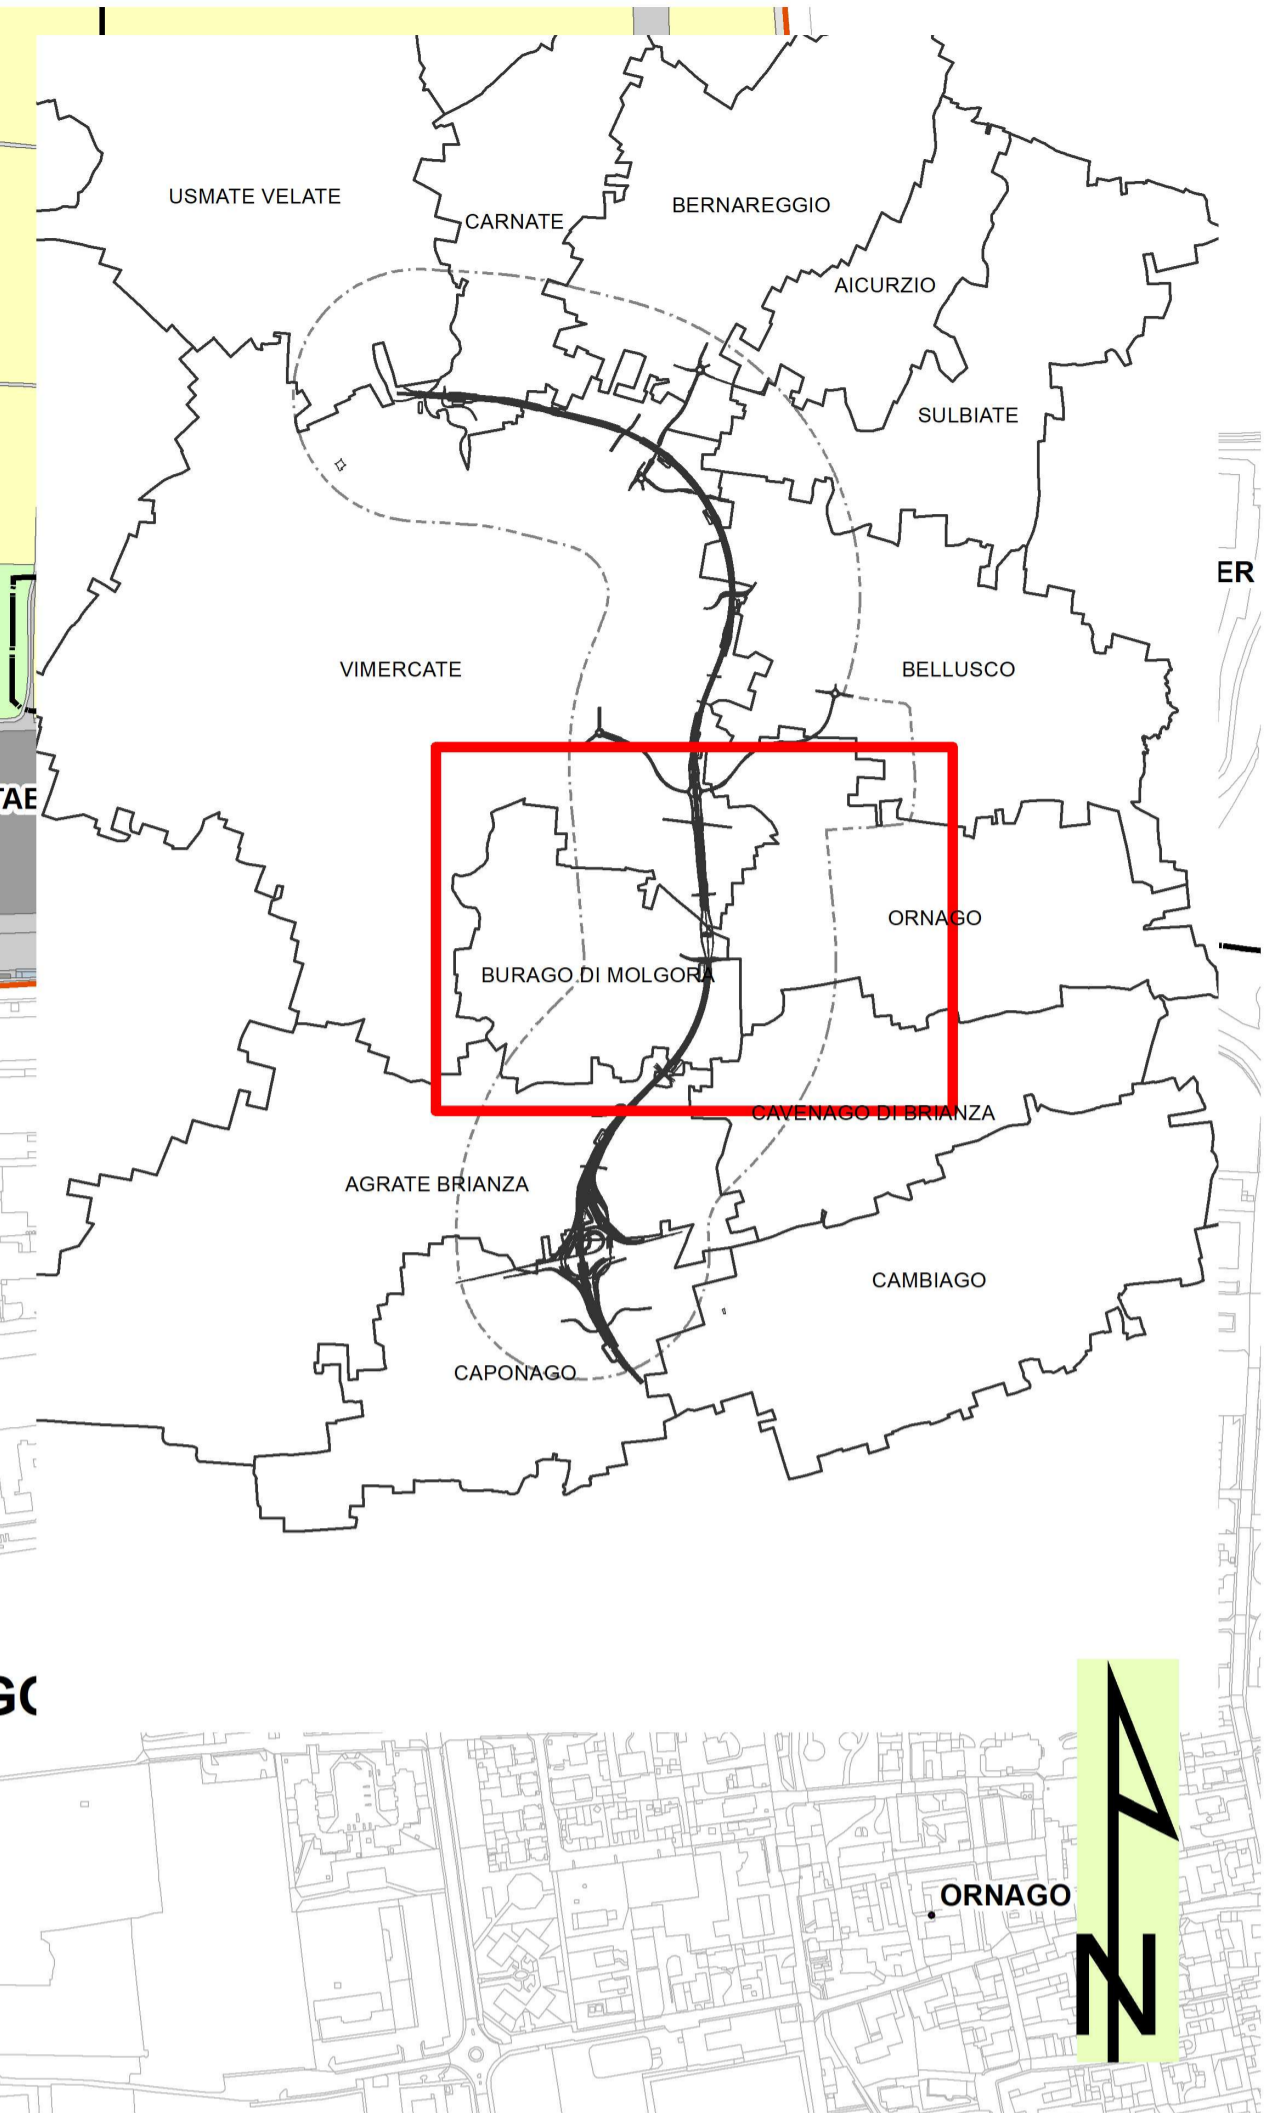 USMATE VELATE
CARNATE
BERNAREGGIO
AICURZIO
SULBIATE
ER
VIMERCATE
BELLUSCO
ORNAGO
BURAGO DI MOLGORA
CAVENAGO DI BRIANZA
AGRATE BRIANZA
CAMBIAGO
CAPONAGO
ORNAGO
N